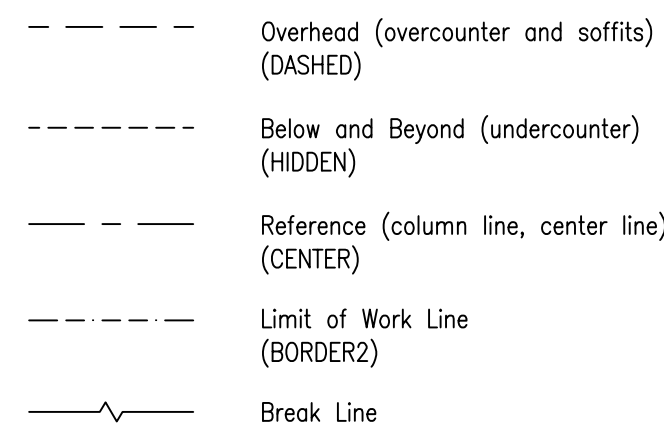 Overhead (overcounter and soffits)
(DASHED)
Below and Beyond (undercounter)
(HIDDEN)
Reference (column line, center line)
(CENTER)
Limit of Work Line
(BORDER2)
Break Line